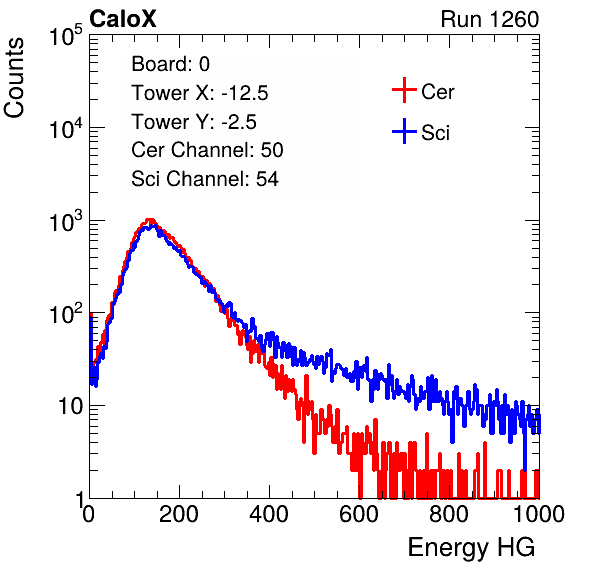 CaloX Run 1260
Counts
10^5
10^4
10^3
10^2
10
1
Board: 0
Tower X: -12.5
Tower Y: -2.5
Cer Channel: 50
Sci Channel: 54
Cer
Sci
0 200 400 600 800 1000
Energy HG